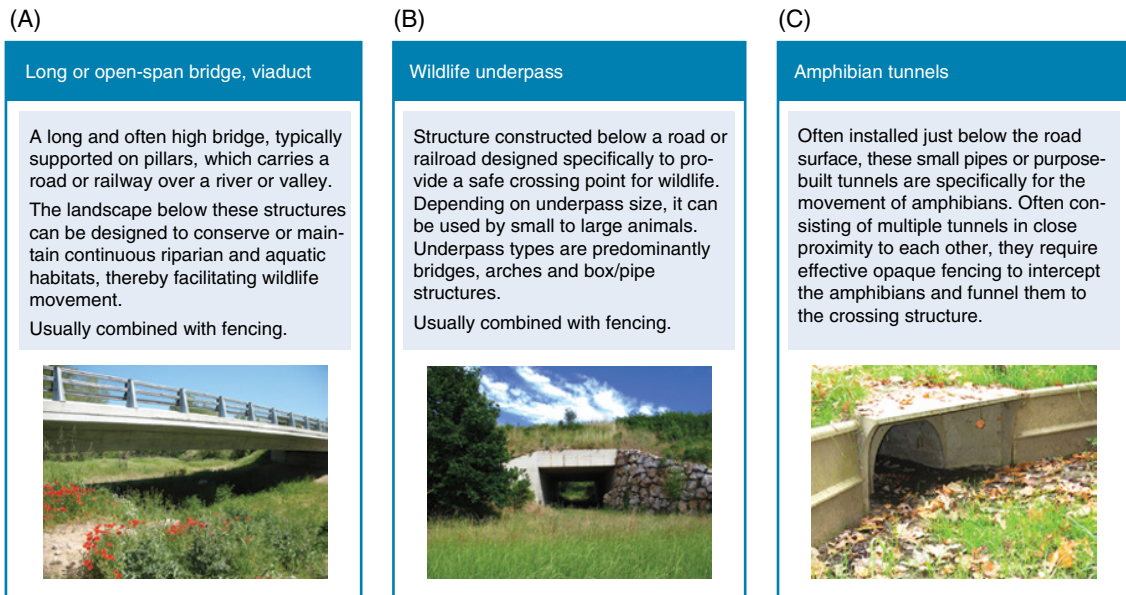 (A)
Long or open-span bridge, viaduct
A long and often high bridge, typically
supported on pillars, which carries a
road or railway over a river or valley.
The landscape below these structures
can be designed to conserve or main-
tain continuous riparian and aquatic
habitats, thereby facilitating wildlife
movement.
Usually combined with fencing.
(B)
Wildlife underpass
Structure constructed below a road or
railroad designed specifically to pro-
vide a safe crossing point for wildlife.
Depending on underpass size, it can
be used by small to large animals.
Underpass types are predominantly
bridges, arches and box/pipe
structures.
Usually combined with fencing.
(C)
Amphibian tunnels
Often installed just below the road
surface, these small pipes or purpose-
built tunnels are specifically for the
movement of amphibians. Often con-
sisting of multiple tunnels in close
proximity to each other, they require
effective opaque fencing to intercept
the amphibians and funnel them to
the crossing structure.